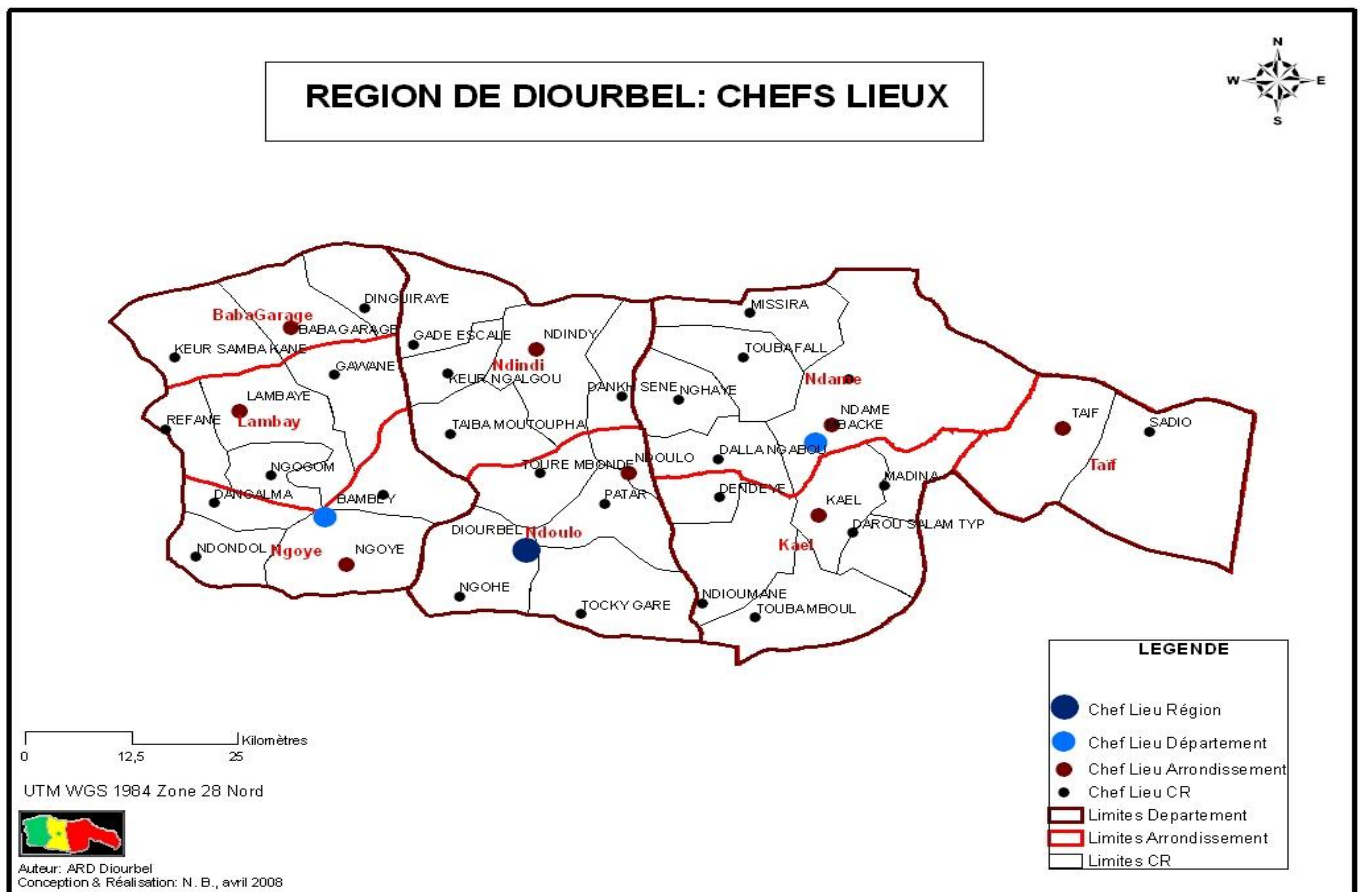 REGION DE DIOURBEL: CHEFS LIEUX
N
W E
S
DINGUIRAYE
MISSIRA
BabaGarage
BABA GARAGE
GADE ESCALE
NDINDY
KEUR SAMBA KANE
TOUBA FALL
GAWANE
Ndindi
KEUR NGALGOU
Ndame
DANKH SENE
NGHAYE
LAMBAYE
Lambay
REFANE
TAIBA MOUTOUPHA
NDAME
BACKE
TAIF
SADIO
NGOGOM
TOURE MBONDE
NDOULO
DALLA NGABOU
Taïf
MADINA
DANGALMA
BAMBEY
PATAR
DENDEYE
KAEL
DIOURBEL
Ndoulo
DAROU SALAM TYP
Kael
NDONDOL
Ngoye
NGOYE
NGOHE
TOCKY GARE
NDIOUMANE
TOUBAMBOUL
LEGENDE
Chef Lieu Région
Chef Lieu Département
Chef Lieu Arrondissement
Chef Lieu CR
Limites Departement
Limites Arrondissement
Limites CR
Kilomètres
0 12,5 25
UTM WGS 1984 Zone 28 Nord
Auteur: ARD Diourbel
Conception & Réalisation: N. B., avril 2008